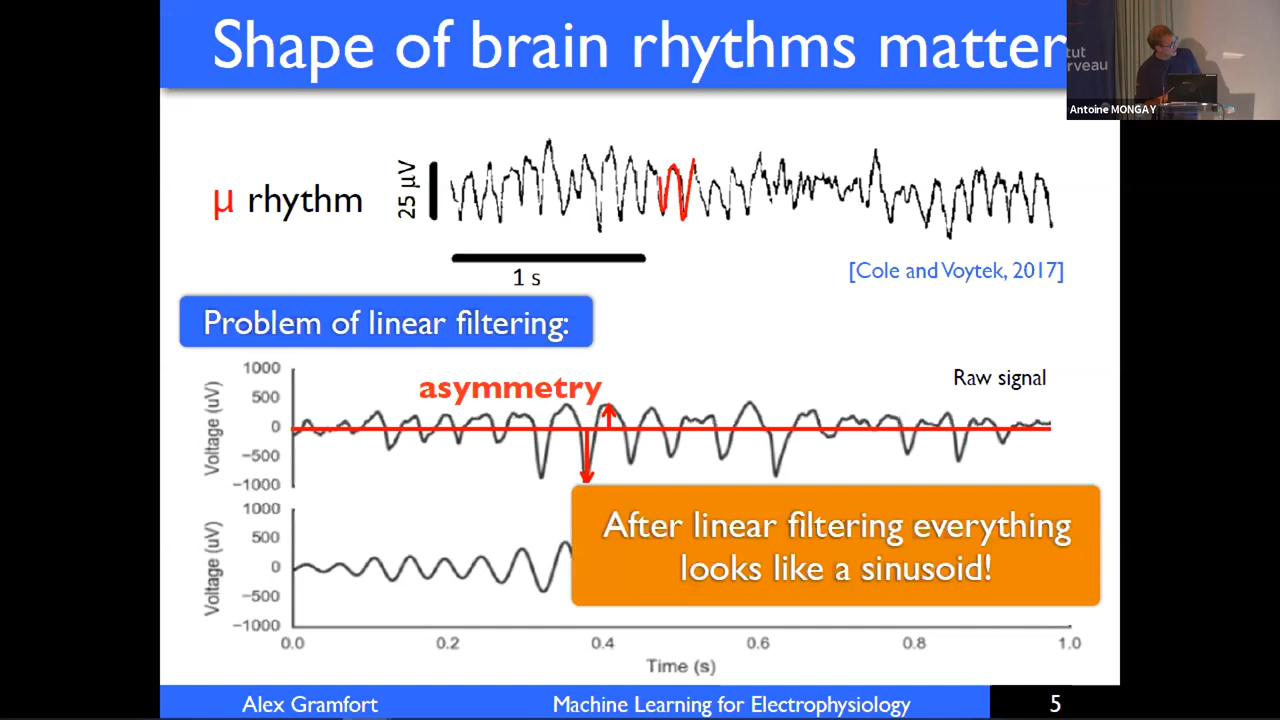 Shape of brain rhythms matter
tut
rveau
Antoine MONGAY
μ rhythm
25 μV
1 s
[Cole and Voytek, 2017]
Problem of linear filtering:
1000
500
0
−500
−1000
Voltage (uV)
asymmetry
Raw signal
1000
500
0
−500
−1000
Voltage (uV)
After linear filtering everything
looks like a sinusoid!
0.0 0.2 0.4 0.6 0.8 1.0
Time (s)
Alex Gramfort Machine Learning for Electrophysiology 5